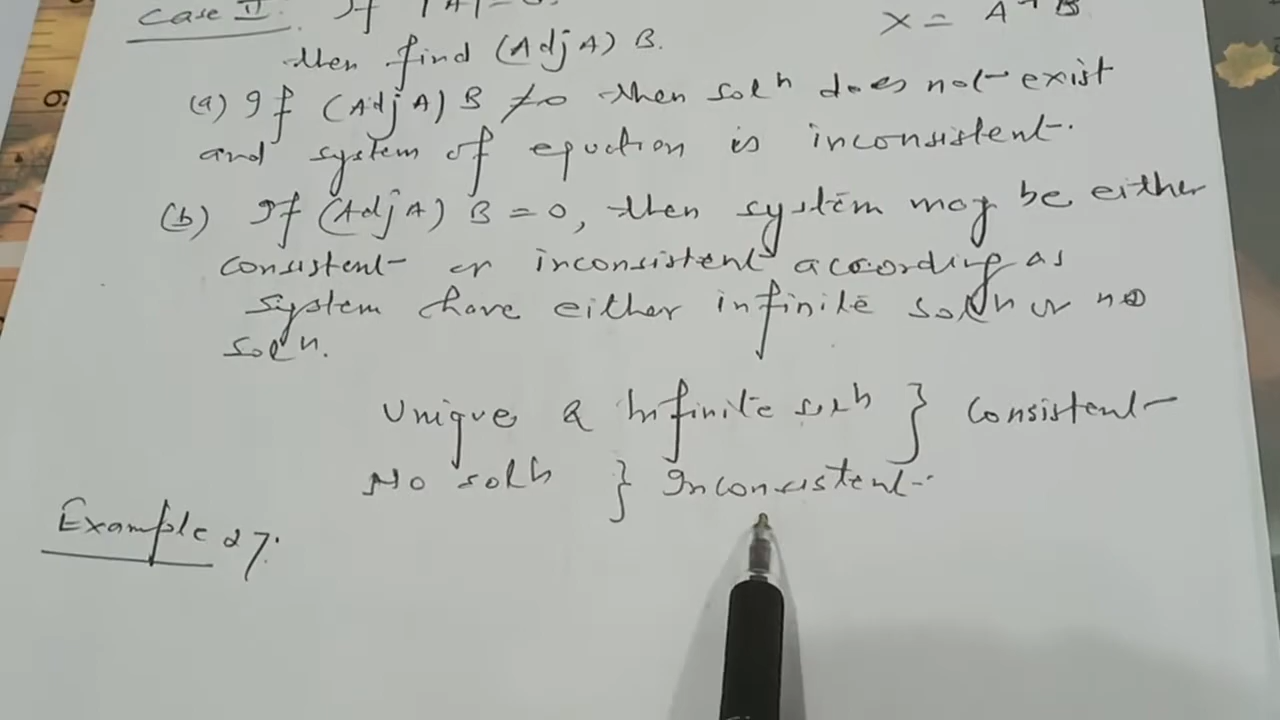 Case II. If |A| = 0.
X = A⁻¹ B
then find (Adj A) B.
(a) If (Adj A) B ≠ 0 then solⁿ does not exist
and system of equation is inconsistent.
(b) If (Adj A) B = 0, then system may be either
consistent or inconsistent according as
system have either infinite solⁿ or no
solⁿ.
Unique & Infinite solⁿ } Consistent
No solⁿ } Inconsistent.
Example 27: